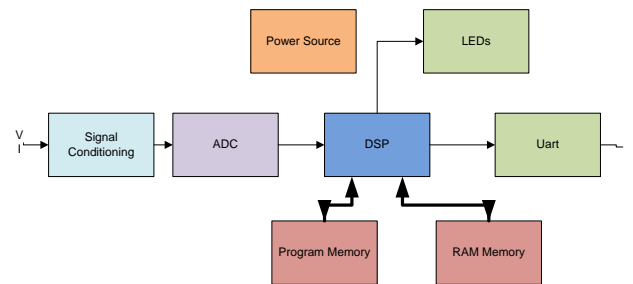 Power Source
LEDs
V
I
Signal
Conditioning
ADC
DSP
Uart
Program Memory
RAM Memory